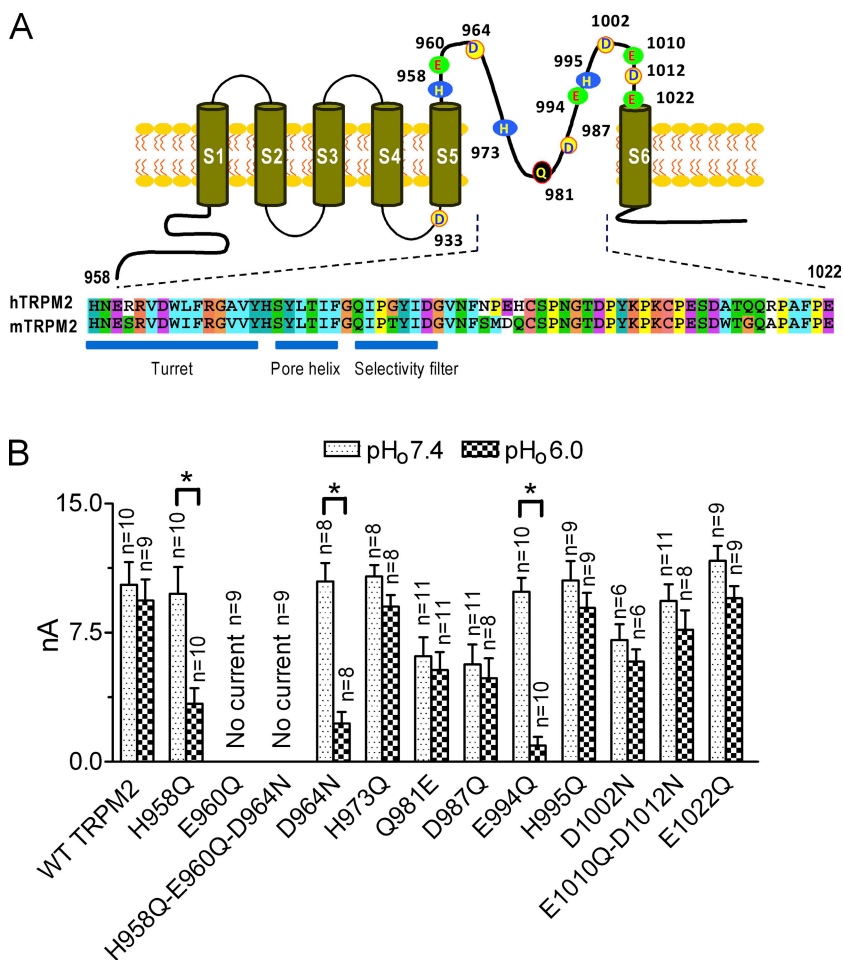 A
960
964
1002
1010
D
D
E
E
995
D
1012
958
H
H
E
1022
994
E
S1
S2
S3
S4
S5
H
973
D
987
S6
Q
981
D
933
958
1022
hTRPM2 HNERRVDWLFRGAVYHSYLTIFGQIPGYIDGVNFNPEHCSPNGTDPYKPKCPESDATQQRPAFPE
mTRPM2 HNESRVDWIFRGVVYHSYLTIFGQIPTYIDGVNFSMDQCSPNGTDPYKPKCPESDWTGQAPAFPE
Turret Pore helix Selectivity filter
B
pHo7.4 pHo6.0
15.0
7.5
0.0
nA
*
*
*
n=10
n=9
n=10
n=10
No current n=9
No current n=9
n=8
n=8
n=8
n=8
n=11
n=11
n=11
n=8
n=10
n=10
n=9
n=9
n=6
n=6
n=11
n=8
n=9
n=9
WT TRPM2
H958Q
E960Q
H958Q-E960Q-D964N
D964N
H973Q
Q981E
D987Q
E994Q
H995Q
D1002N
E1010Q-D1012N
E1022Q